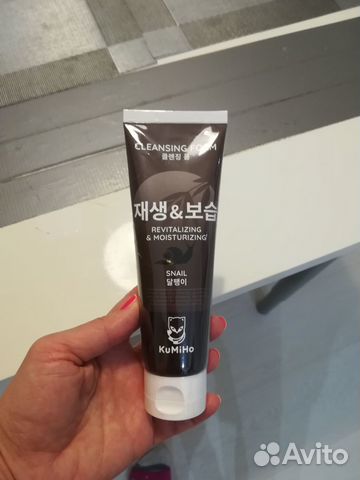 CLEANSING FOAM
클렌징 폼
재생&보습
REVITALIZING
& MOISTURIZING
SNAIL
달팽이
KuMiHo
Avito